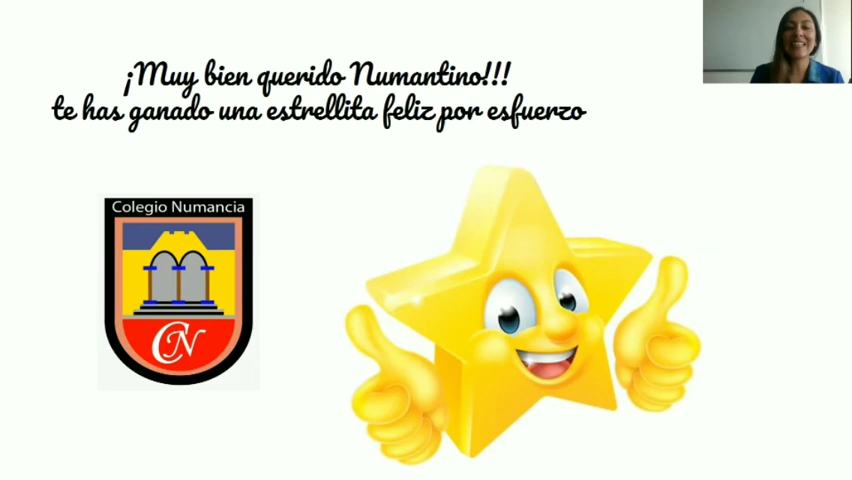 ¡Muy bien querido Numantino!!!
te has ganado una estrellita feliz por esfuerzo
Colegio Numancia
CN